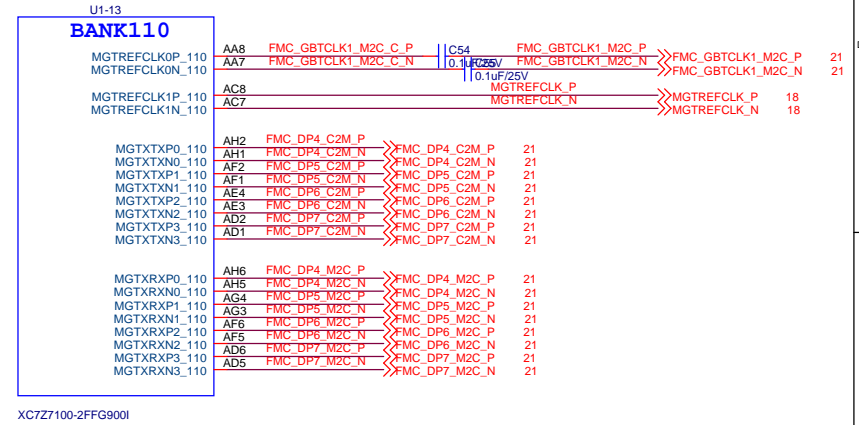 U1-13
BANK110
MGTREFCLK0P_110 AA8 FMC_GBTCLK1_M2C_C_P C54 FMC_GBTCLK1_M2C_P FMC_GBTCLK1_M2C_P 21
MGTREFCLK0N_110 AA7 FMC_GBTCLK1_M2C_C_N 0.1uF/25V C55 FMC_GBTCLK1_M2C_N FMC_GBTCLK1_M2C_N 21
0.1uF/25V
MGTREFCLK1P_110 AC8 MGTREFCLK_P MGTREFCLK_P 18
MGTREFCLK1N_110 AC7 MGTREFCLK_N MGTREFCLK_N 18
MGTXTXP0_110 AH2 FMC_DP4_C2M_P FMC_DP4_C2M_P 21
MGTXTXN0_110 AH1 FMC_DP4_C2M_N FMC_DP4_C2M_N 21
MGTXTXP1_110 AF2 FMC_DP5_C2M_P FMC_DP5_C2M_P 21
MGTXTXN1_110 AF1 FMC_DP5_C2M_N FMC_DP5_C2M_N 21
MGTXTXP2_110 AE4 FMC_DP6_C2M_P FMC_DP6_C2M_P 21
MGTXTXN2_110 AE3 FMC_DP6_C2M_N FMC_DP6_C2M_N 21
MGTXTXP3_110 AD2 FMC_DP7_C2M_P FMC_DP7_C2M_P 21
MGTXTXN3_110 AD1 FMC_DP7_C2M_N FMC_DP7_C2M_N 21
MGTXRXP0_110 AH6 FMC_DP4_M2C_P FMC_DP4_M2C_P 21
MGTXRXN0_110 AH5 FMC_DP4_M2C_N FMC_DP4_M2C_N 21
MGTXRXP1_110 AG4 FMC_DP5_M2C_P FMC_DP5_M2C_P 21
MGTXRXN1_110 AG3 FMC_DP5_M2C_N FMC_DP5_M2C_N 21
MGTXRXP2_110 AF6 FMC_DP6_M2C_P FMC_DP6_M2C_P 21
MGTXRXN2_110 AF5 FMC_DP6_M2C_N FMC_DP6_M2C_N 21
MGTXRXP3_110 AD6 FMC_DP7_M2C_P FMC_DP7_M2C_P 21
MGTXRXN3_110 AD5 FMC_DP7_M2C_N FMC_DP7_M2C_N 21
XC7Z7100-2FFG900I